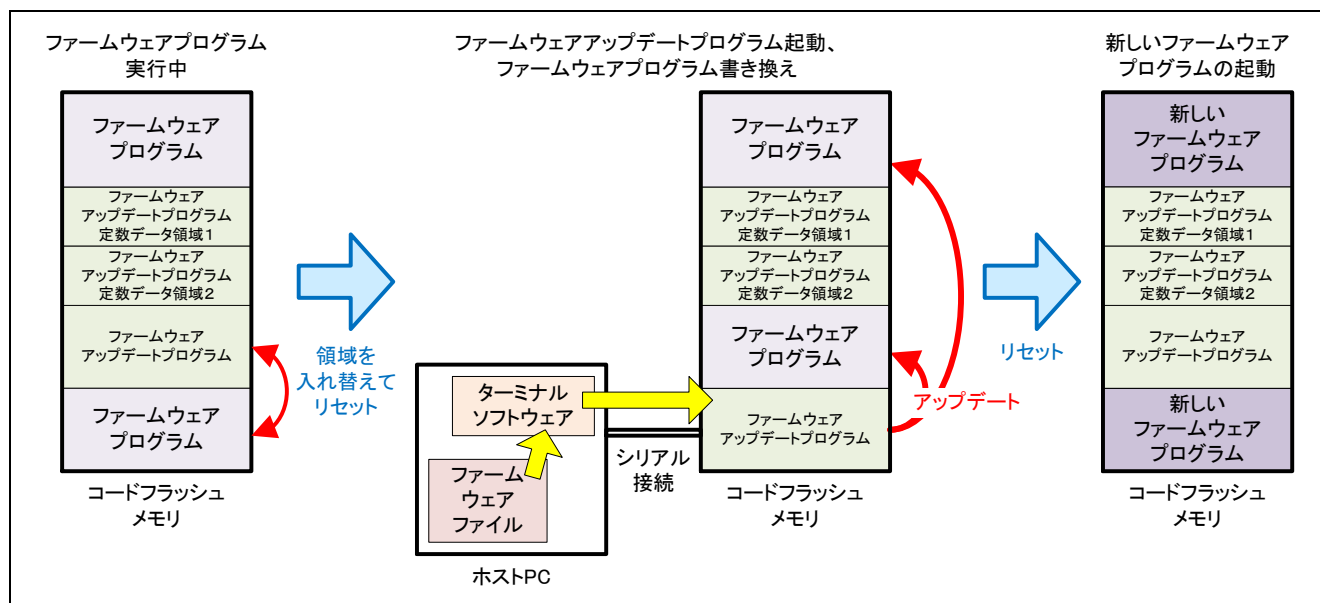 ファームウェアプログラム
実行中
ファームウェア
プログラム
ファームウェア
アップデートプログラム
定数データ領域1
ファームウェア
アップデートプログラム
定数データ領域2
ファームウェア
アップデートプログラム
ファームウェア
プログラム
コードフラッシュ
メモリ
領域を
入れ替えて
リセット
ファームウェアアップデートプログラム起動、
ファームウェアプログラム書き換え
ターミナル
ソフトウェア
ファーム
ウェア
ファイル
ホストPC
シリアル
接続
ファームウェア
プログラム
ファームウェア
アップデートプログラム
定数データ領域1
ファームウェア
アップデートプログラム
定数データ領域2
ファームウェア
プログラム
ファームウェア
アップデートプログラム
コードフラッシュ
メモリ
アップデート
リセット
新しいファームウェア
プログラムの起動
新しい
ファームウェア
プログラム
ファームウェア
アップデートプログラム
定数データ領域1
ファームウェア
アップデートプログラム
定数データ領域2
ファームウェア
アップデートプログラム
新しい
ファームウェア
プログラム
コードフラッシュ
メモリ